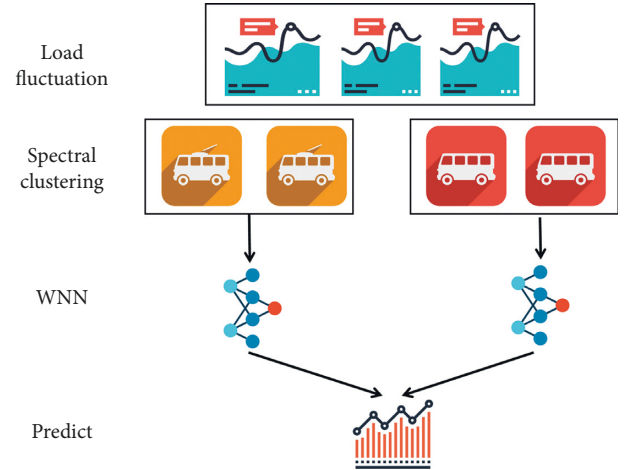 Load
fluctuation
Spectral
clustering
WNN
Predict